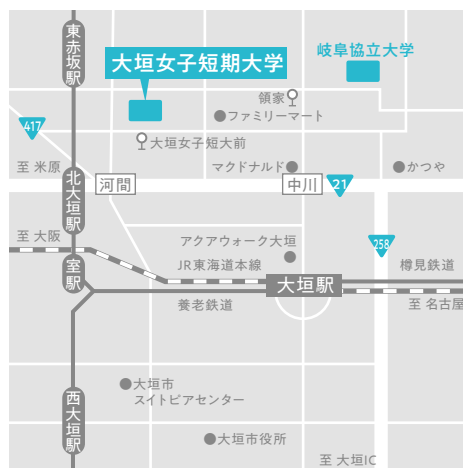 東赤坂駅
大垣女子短期大学
岐阜協立大学
領家
ファミリーマート
417
大垣女子短大前
至 米原
河間
マクドナルド
中川
21
かつや
北大垣駅
至 大阪
258
アクアウォーク大垣
室駅
JR東海道本線
大垣駅
樽見鉄道
養老鉄道
至 名古屋
大垣市
スイトピアセンター
西大垣駅
大垣市役所
至 大垣IC